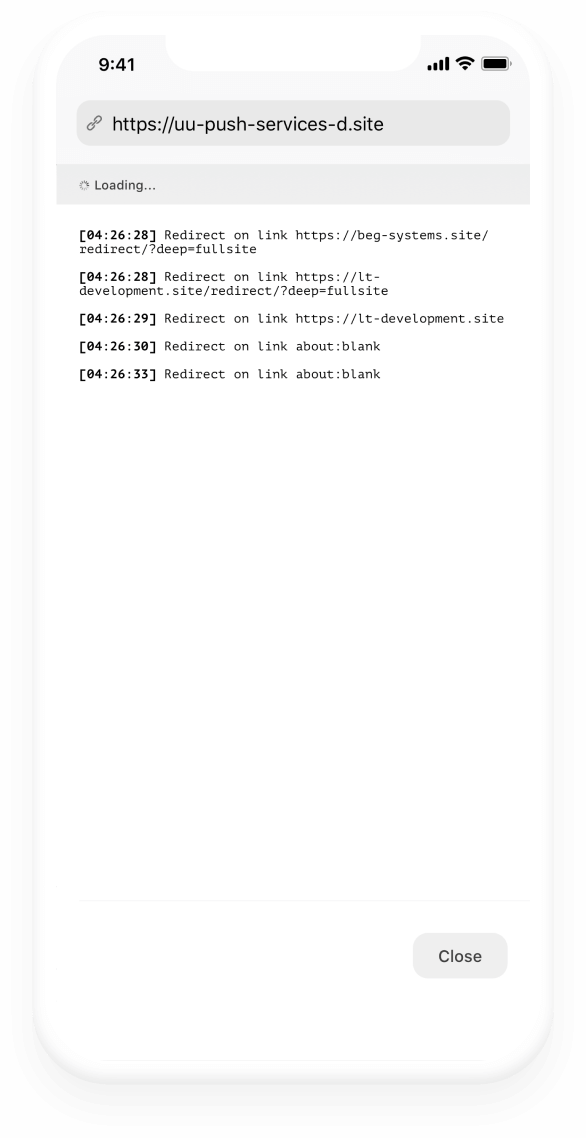 9:41
https://uu-push-services-d.site
Loading...
[04:26:28] Redirect on link https://beg-systems.site/
redirect/?deep=fullsite
[04:26:28] Redirect on link https://lt-
development.site/redirect/?deep=fullsite
[04:26:29] Redirect on link https://lt-development.site
[04:26:30] Redirect on link about:blank
[04:26:33] Redirect on link about:blank
Close